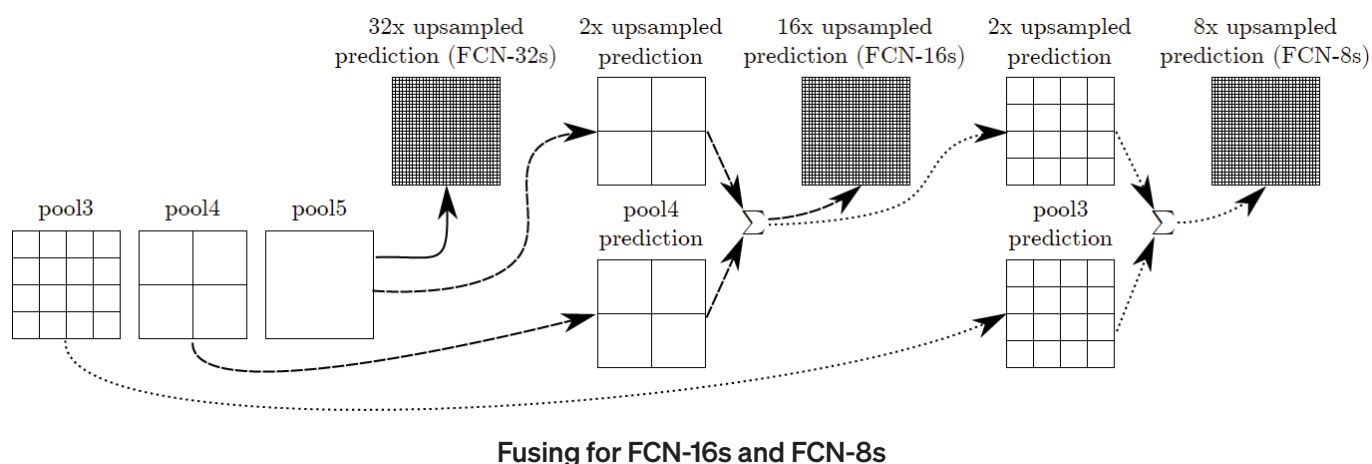 32x upsampled
prediction (FCN-32s)
2x upsampled
prediction
16x upsampled
prediction (FCN-16s)
2x upsampled
prediction
8x upsampled
prediction (FCN-8s)
pool3
pool4
pool5
pool4
prediction
∑
pool3
prediction
∑
Fusing for FCN-16s and FCN-8s